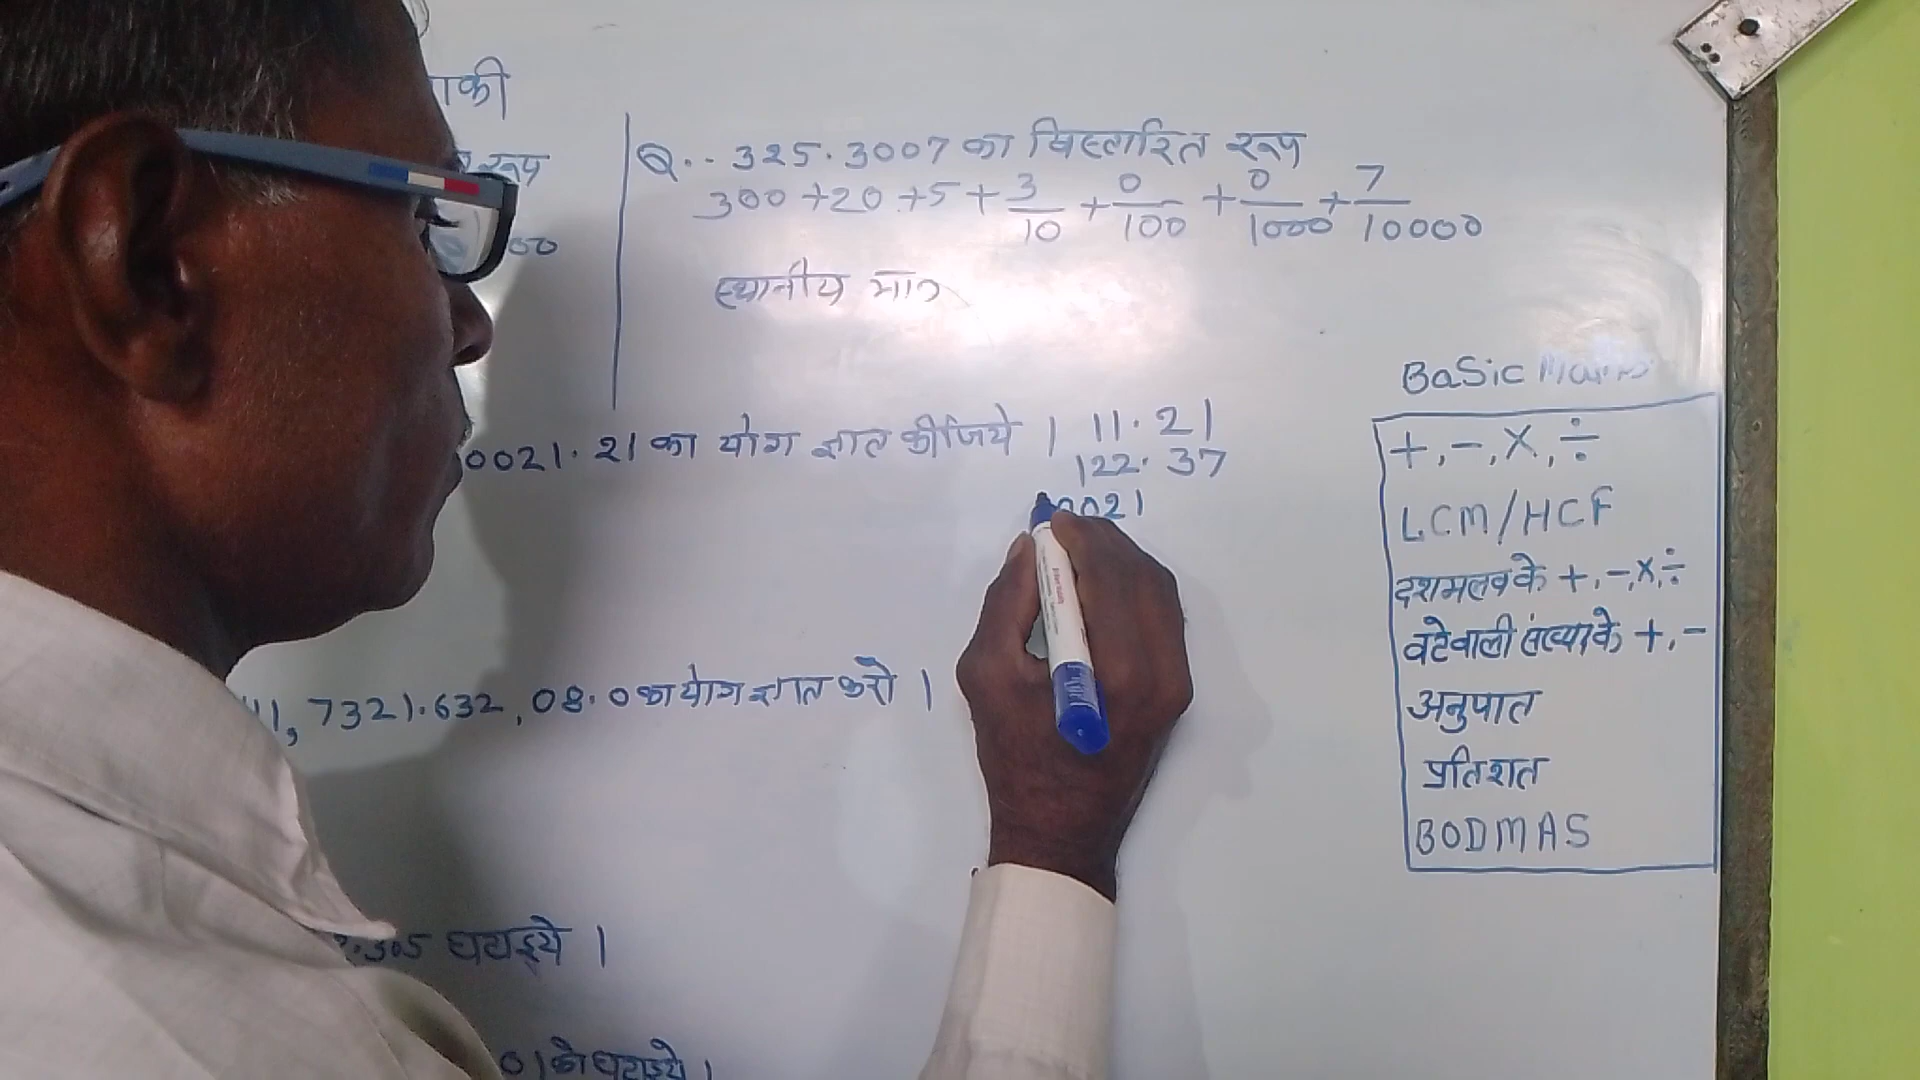 Q.. 325.3007 का विस्तारित रूप
300 + 20 + 5 + 3/10 + 0/100 + 0/1000 + 7/10000
स्थानीय मान
0021.21 का योग ज्ञात कीजिये |
11.21
122.37
0021
7321.632, 08.0 का योग ज्ञात करो |
.305 घटाइये |
01 को घटाइये |
BaSic
+, -, X, ÷
LCM/HCF
दशमलव के +, -, X, ÷
बटेवाली संख्या के +, -
अनुपात
प्रतिशत
BODMAS